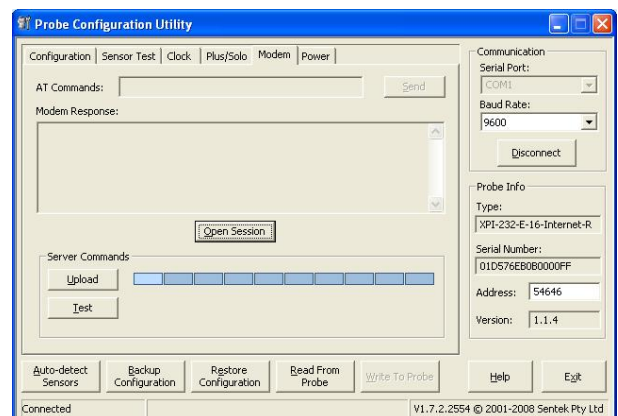 Probe Configuration Utility
Configuration Sensor Test Clock Plus/Solo Modem Power
AT Commands: Send
Modem Response:
Open Session
Server Commands
Upload
Test
Communication
Serial Port:
COM1
Baud Rate:
9600
Disconnect
Probe Info
Type:
XPI-232-E-16-Internet-R
Serial Number:
01D576EB0B0000FF
Address: 54646
Version: 1.1.4
Auto-detect Sensors
Backup Configuration
Restore Configuration
Read From Probe
Write To Probe
Help
Exit
Connected
V1.7.2.2554 © 2001-2008 Sentek Pty Ltd